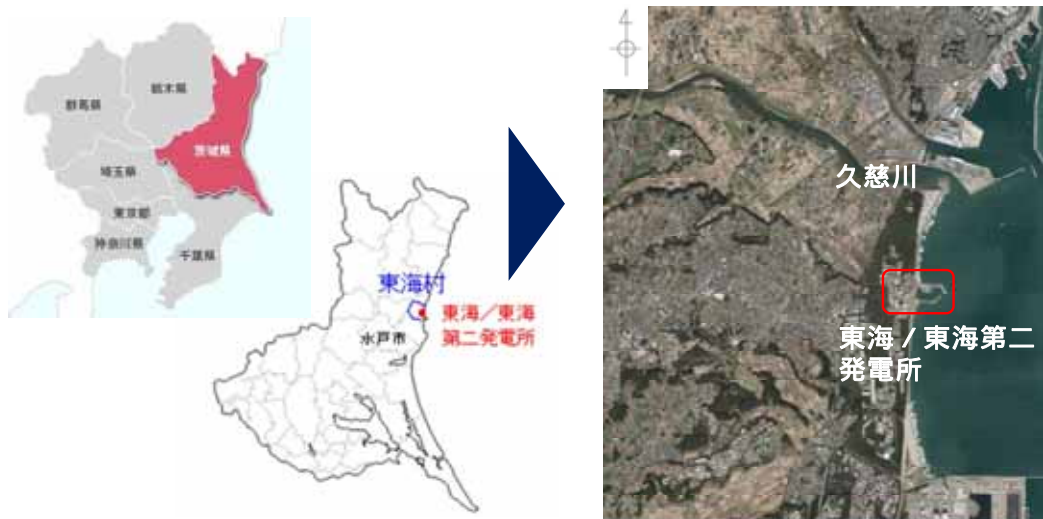 群馬県
栃木県
茨城県
埼玉県
東京都
神奈川県
千葉県
東海村
東海／東海
第二発電所
水戸市
4
久慈川
東海 / 東海第二
発電所